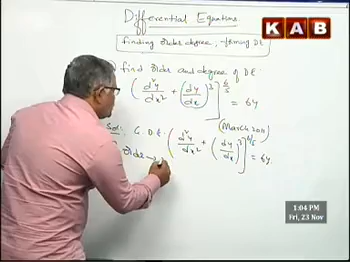 Differential Equations
KAB
finding order degree, forming DE
find order and degree of DE
(d²y/dx² + (dy/dx)³)^(6/5) = 6y
(March 2011)
Sol: G.D.E. (d²y/dx² + (dy/dx)³)^(6/5) = 6y
order →
1:04 PM
Fri, 23 Nov